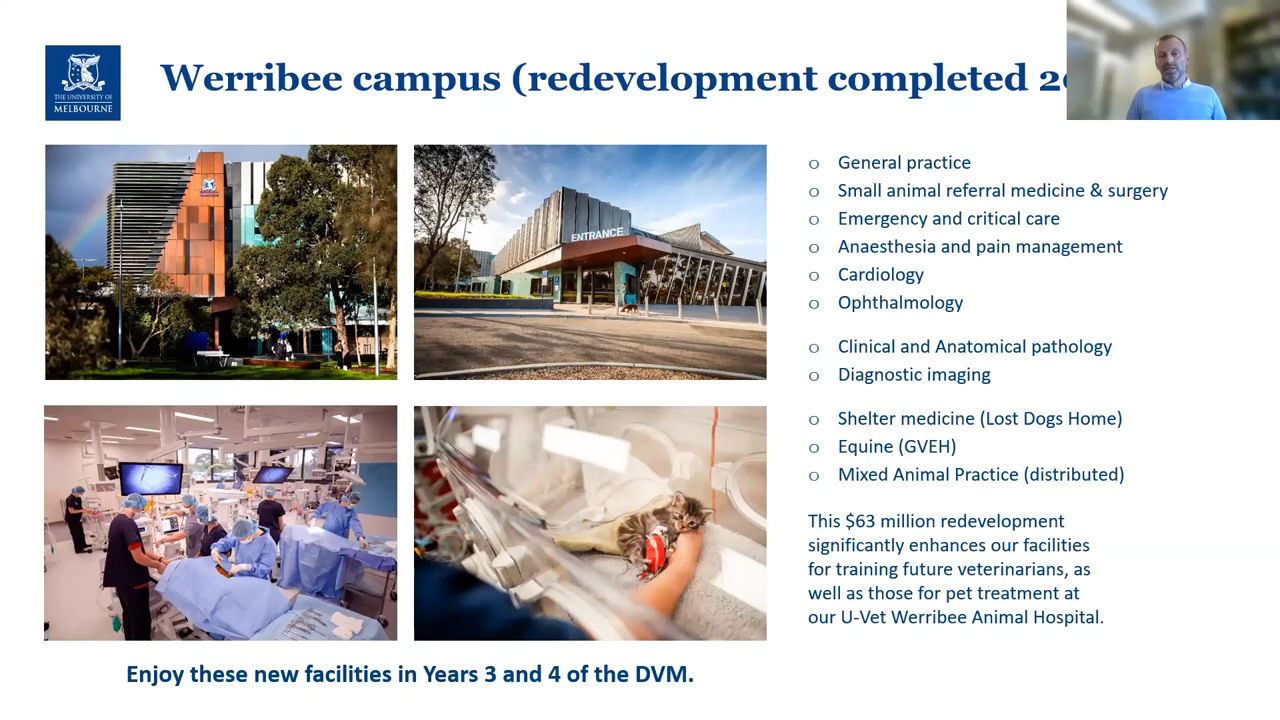 THE UNIVERSITY OF
MELBOURNE
Werribee campus (redevelopment completed
ENTRANCE
o General practice
o Small animal referral medicine & surgery
o Emergency and critical care
o Anaesthesia and pain management
o Cardiology
o Ophthalmology
o Clinical and Anatomical pathology
o Diagnostic imaging
o Shelter medicine (Lost Dogs Home)
o Equine (GVEH)
o Mixed Animal Practice (distributed)
This $63 million redevelopment
significantly enhances our facilities
for training future veterinarians, as
well as those for pet treatment at
our U-Vet Werribee Animal Hospital.
Enjoy these new facilities in Years 3 and 4 of the DVM.